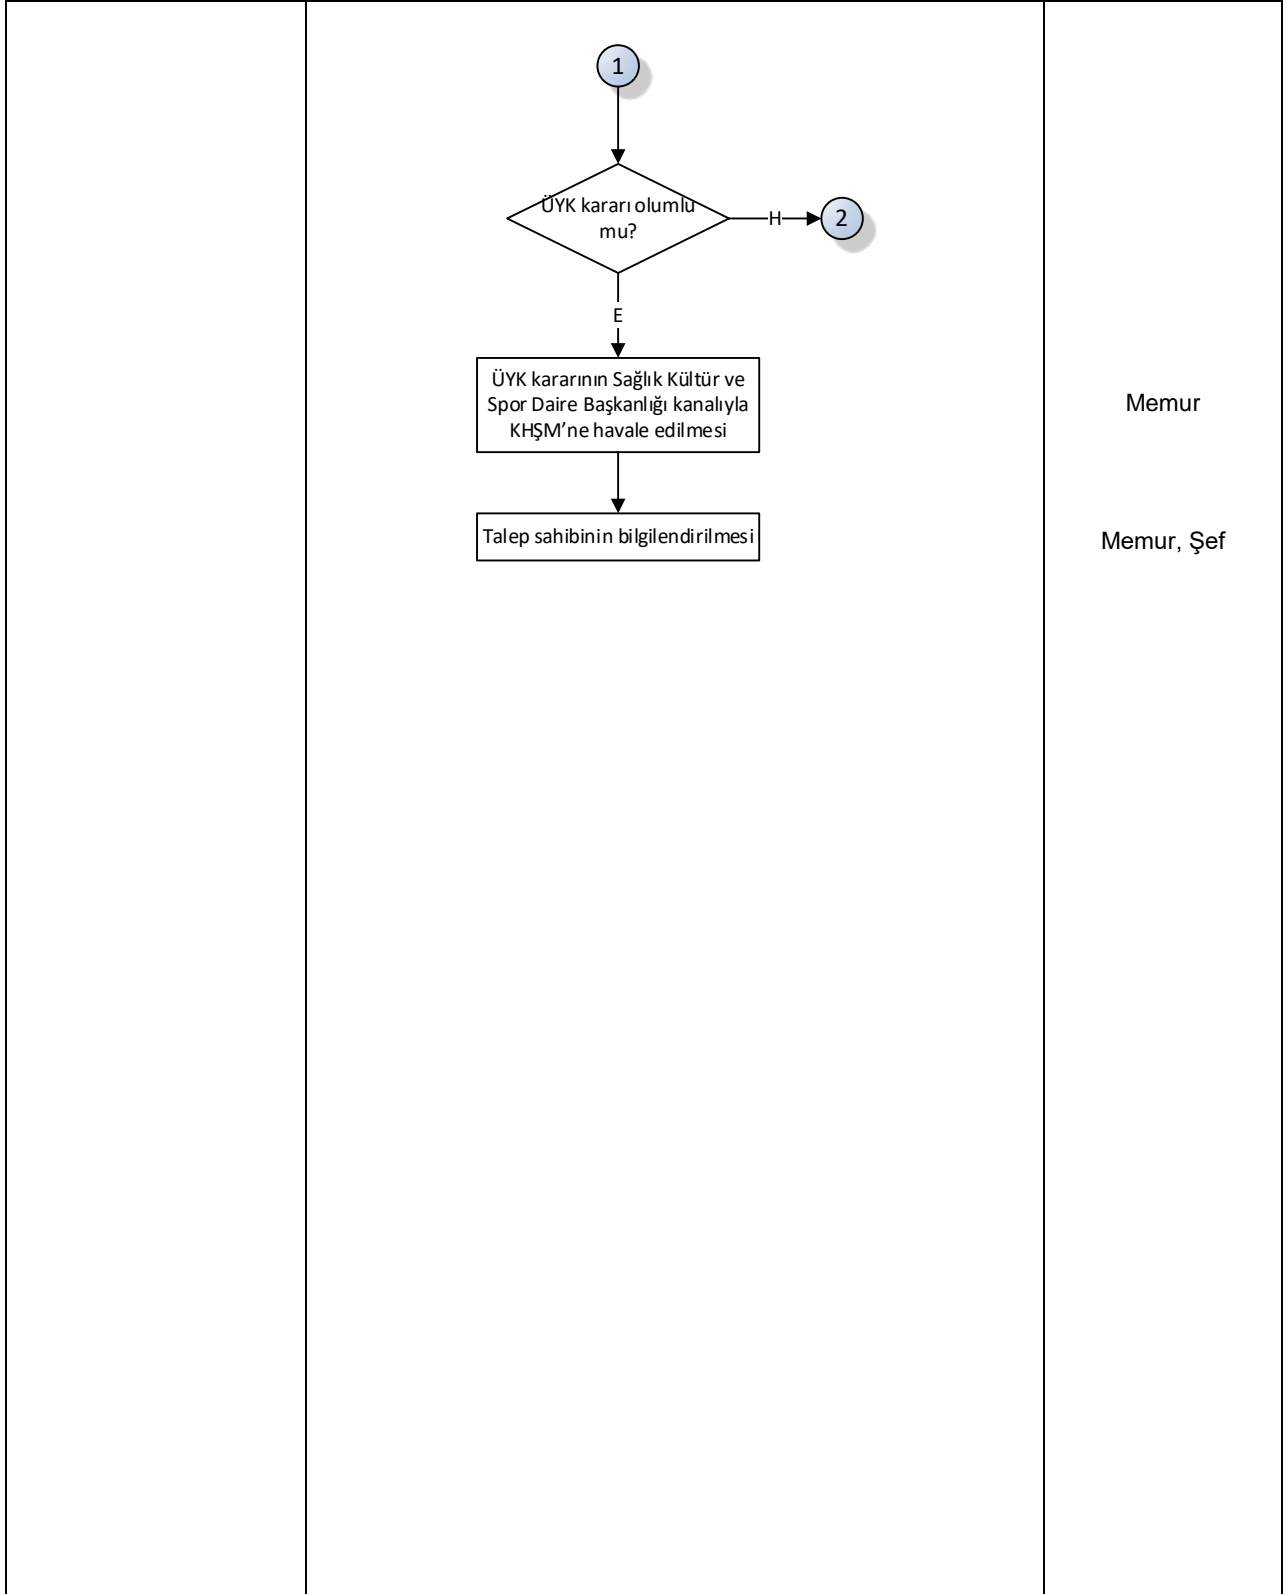 1
ÜYK kararı olumlu
mu?
H
2
E
ÜYK kararının Sağlık Kültür ve
Spor Daire Başkanlığı kanalıyla
KHŞM’ne havale edilmesi
Memur
Talep sahibinin bilgilendirilmesi
Memur, Şef